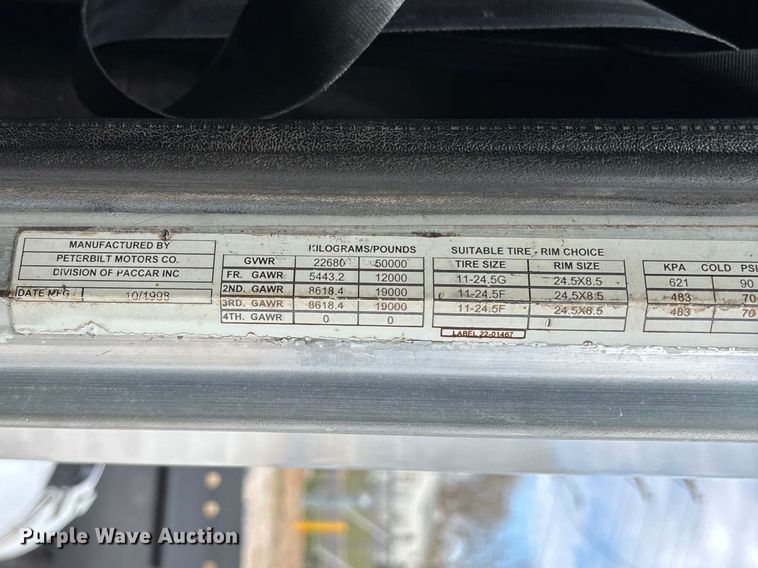 MANUFACTURED BY
PETERBILT MOTORS CO.
DIVISION OF PACCAR INC
DATE MFG. 10/1998
KILOGRAMS/POUNDS
GVWR 22680 50000
FR. GAWR 5443.2 12000
2ND. GAWR 8618.4 19000
3RD. GAWR 8618.4 19000
4TH. GAWR 0 0
SUITABLE TIRE - RIM CHOICE
TIRE SIZE RIM SIZE
11-24.5G 24.5X8.5
11-24.5F 24.5X8.5
11-24.5F 24.5X8.5
LABEL 22-01467
KPA COLD PSI
621 90
483 70
483 70
Purple Wave Auction